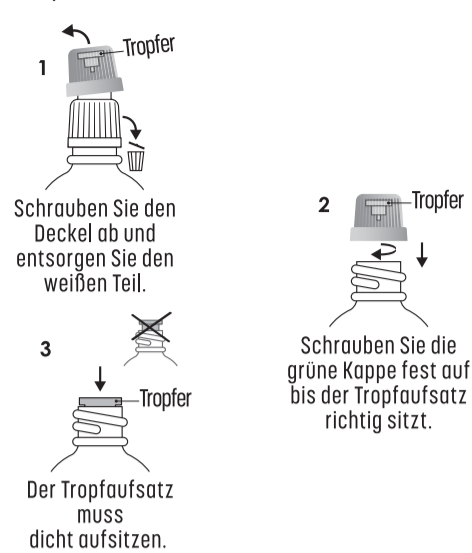 1
Tropfer
Schrauben Sie den
Deckel ab und
entsorgen Sie den
weißen Teil.
2
Tropfer
Schrauben Sie die
grüne Kappe fest auf
bis der Tropfaufsatz
richtig sitzt.
3
Tropfer
Der Tropfaufsatz
muss
dicht aufsitzen.